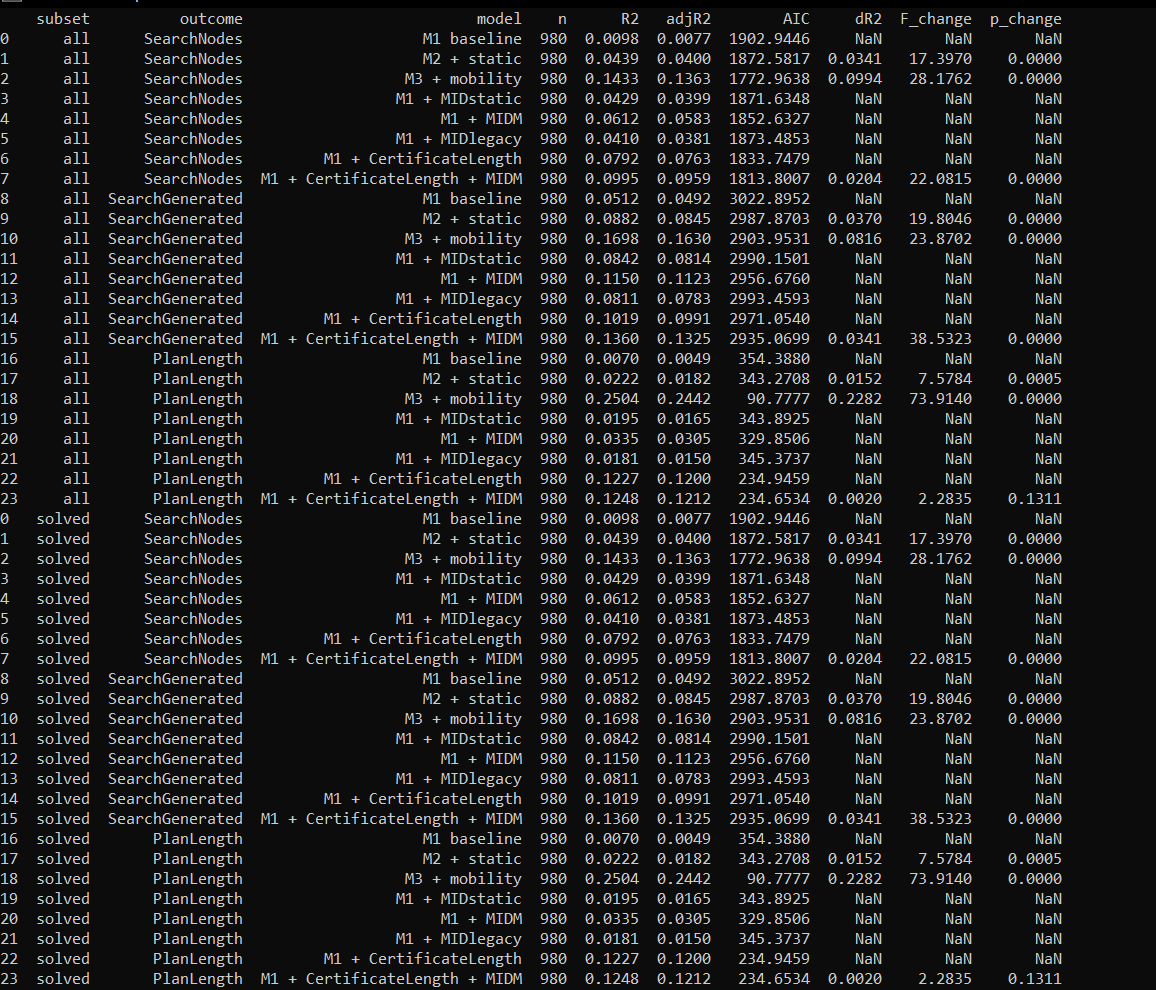 subset outcome model n R2 adjR2 AIC dR2 F_change p_change
0 all SearchNodes M1 baseline 980 0.0098 0.0077 1902.9446 NaN NaN NaN
1 all SearchNodes M2 + static 980 0.0439 0.0400 1872.5817 0.0341 17.3970 0.0000
2 all SearchNodes M3 + mobility 980 0.1433 0.1363 1772.9638 0.0994 28.1762 0.0000
3 all SearchNodes M1 + MIDstatic 980 0.0429 0.0399 1871.6348 NaN NaN NaN
4 all SearchNodes M1 + MIDM 980 0.0612 0.0583 1852.6327 NaN NaN NaN
5 all SearchNodes M1 + MIDlegacy 980 0.0410 0.0381 1873.4853 NaN NaN NaN
6 all SearchNodes M1 + CertificateLength 980 0.0792 0.0763 1833.7479 NaN NaN NaN
7 all SearchNodes M1 + CertificateLength + MIDM 980 0.0995 0.0959 1813.8007 0.0204 22.0815 0.0000
8 all SearchGenerated M1 baseline 980 0.0512 0.0492 3022.8952 NaN NaN NaN
9 all SearchGenerated M2 + static 980 0.0882 0.0845 2987.8703 0.0370 19.8046 0.0000
10 all SearchGenerated M3 + mobility 980 0.1698 0.1630 2903.9531 0.0816 23.8702 0.0000
11 all SearchGenerated M1 + MIDstatic 980 0.0842 0.0814 2990.1501 NaN NaN NaN
12 all SearchGenerated M1 + MIDM 980 0.1150 0.1123 2956.6760 NaN NaN NaN
13 all SearchGenerated M1 + MIDlegacy 980 0.0811 0.0783 2993.4593 NaN NaN NaN
14 all SearchGenerated M1 + CertificateLength 980 0.1019 0.0991 2971.0540 NaN NaN NaN
15 all SearchGenerated M1 + CertificateLength + MIDM 980 0.1360 0.1325 2935.0699 0.0341 38.5323 0.0000
16 all PlanLength M1 baseline 980 0.0070 0.0049 354.3880 NaN NaN NaN
17 all PlanLength M2 + static 980 0.0222 0.0182 343.2708 0.0152 7.5784 0.0005
18 all PlanLength M3 + mobility 980 0.2504 0.2442 90.7777 0.2282 73.9140 0.0000
19 all PlanLength M1 + MIDstatic 980 0.0195 0.0165 343.8925 NaN NaN NaN
20 all PlanLength M1 + MIDM 980 0.0335 0.0305 329.8506 NaN NaN NaN
21 all PlanLength M1 + MIDlegacy 980 0.0181 0.0150 345.3737 NaN NaN NaN
22 all PlanLength M1 + CertificateLength 980 0.1227 0.1200 234.9459 NaN NaN NaN
23 all PlanLength M1 + CertificateLength + MIDM 980 0.1248 0.1212 234.6534 0.0020 2.2835 0.1311
0 solved SearchNodes M1 baseline 980 0.0098 0.0077 1902.9446 NaN NaN NaN
1 solved SearchNodes M2 + static 980 0.0439 0.0400 1872.5817 0.0341 17.3970 0.0000
2 solved SearchNodes M3 + mobility 980 0.1433 0.1363 1772.9638 0.0994 28.1762 0.0000
3 solved SearchNodes M1 + MIDstatic 980 0.0429 0.0399 1871.6348 NaN NaN NaN
4 solved SearchNodes M1 + MIDM 980 0.0612 0.0583 1852.6327 NaN NaN NaN
5 solved SearchNodes M1 + MIDlegacy 980 0.0410 0.0381 1873.4853 NaN NaN NaN
6 solved SearchNodes M1 + CertificateLength 980 0.0792 0.0763 1833.7479 NaN NaN NaN
7 solved SearchNodes M1 + CertificateLength + MIDM 980 0.0995 0.0959 1813.8007 0.0204 22.0815 0.0000
8 solved SearchGenerated M1 baseline 980 0.0512 0.0492 3022.8952 NaN NaN NaN
9 solved SearchGenerated M2 + static 980 0.0882 0.0845 2987.8703 0.0370 19.8046 0.0000
10 solved SearchGenerated M3 + mobility 980 0.1698 0.1630 2903.9531 0.0816 23.8702 0.0000
11 solved SearchGenerated M1 + MIDstatic 980 0.0842 0.0814 2990.1501 NaN NaN NaN
12 solved SearchGenerated M1 + MIDM 980 0.1150 0.1123 2956.6760 NaN NaN NaN
13 solved SearchGenerated M1 + MIDlegacy 980 0.0811 0.0783 2993.4593 NaN NaN NaN
14 solved SearchGenerated M1 + CertificateLength 980 0.1019 0.0991 2971.0540 NaN NaN NaN
15 solved SearchGenerated M1 + CertificateLength + MIDM 980 0.1360 0.1325 2935.0699 0.0341 38.5323 0.0000
16 solved PlanLength M1 baseline 980 0.0070 0.0049 354.3880 NaN NaN NaN
17 solved PlanLength M2 + static 980 0.0222 0.0182 343.2708 0.0152 7.5784 0.0005
18 solved PlanLength M3 + mobility 980 0.2504 0.2442 90.7777 0.2282 73.9140 0.0000
19 solved PlanLength M1 + MIDstatic 980 0.0195 0.0165 343.8925 NaN NaN NaN
20 solved PlanLength M1 + MIDM 980 0.0335 0.0305 329.8506 NaN NaN NaN
21 solved PlanLength M1 + MIDlegacy 980 0.0181 0.0150 345.3737 NaN NaN NaN
22 solved PlanLength M1 + CertificateLength 980 0.1227 0.1200 234.9459 NaN NaN NaN
23 solved PlanLength M1 + CertificateLength + MIDM 980 0.1248 0.1212 234.6534 0.0020 2.2835 0.1311